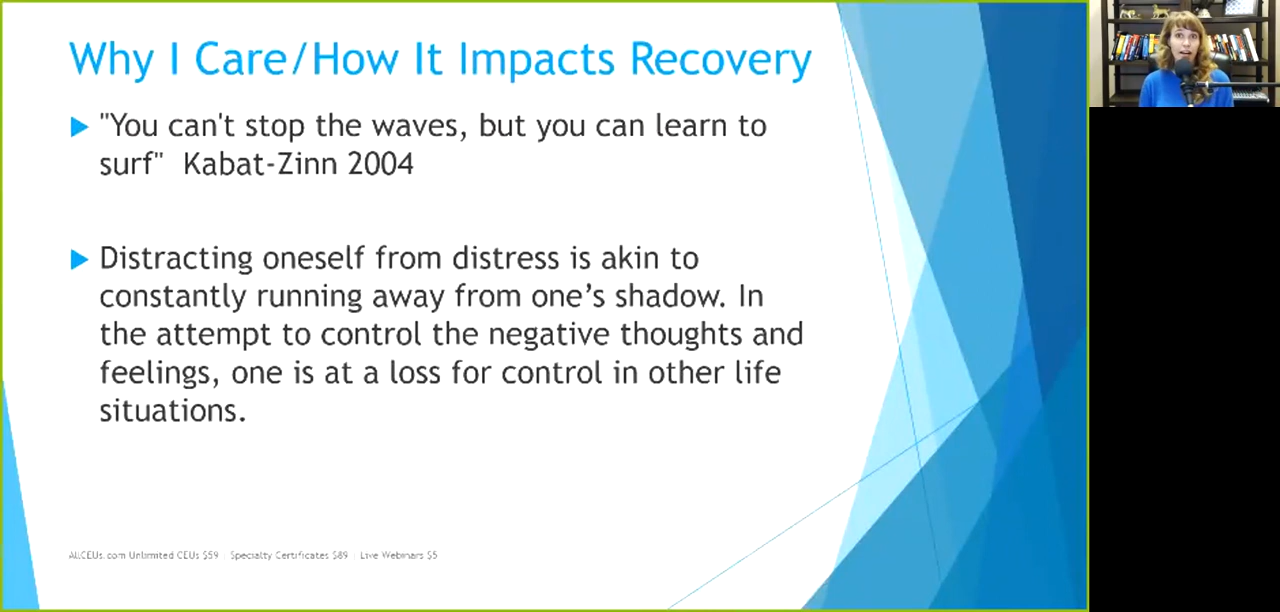 Why I Care/How It Impacts Recovery
"You can't stop the waves, but you can learn to
surf" Kabat-Zinn 2004
Distracting oneself from distress is akin to
constantly running away from one’s shadow. In
the attempt to control the negative thoughts and
feelings, one is at a loss for control in other life
situations.
AllCEUs.com Unlimited CEUs $59 | Specialty Certificates $89 | Live Webinars $5